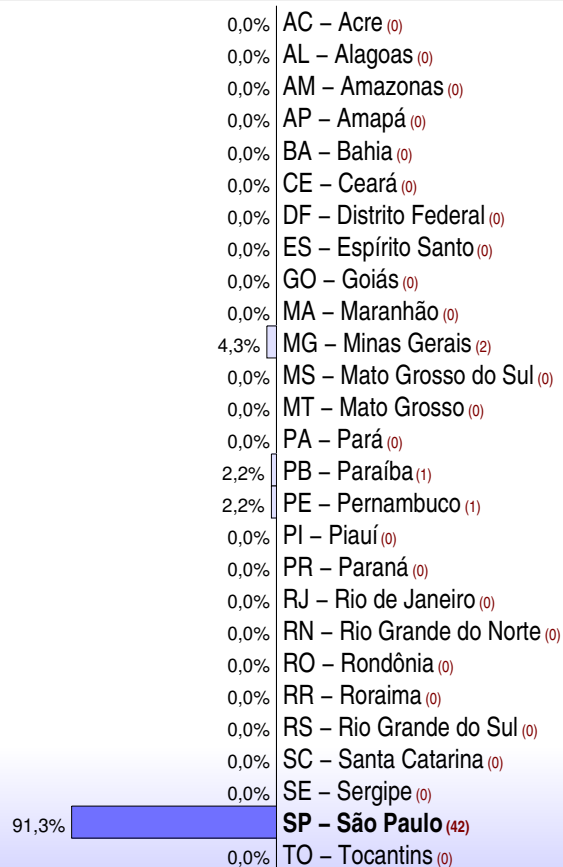 0,0% AC – Acre (0)
0,0% AL – Alagoas (0)
0,0% AM – Amazonas (0)
0,0% AP – Amapá (0)
0,0% BA – Bahia (0)
0,0% CE – Ceará (0)
0,0% DF – Distrito Federal (0)
0,0% ES – Espírito Santo (0)
0,0% GO – Goiás (0)
0,0% MA – Maranhão (0)
4,3% MG – Minas Gerais (2)
0,0% MS – Mato Grosso do Sul (0)
0,0% MT – Mato Grosso (0)
0,0% PA – Pará (0)
2,2% PB – Paraíba (1)
2,2% PE – Pernambuco (1)
0,0% PI – Piauí (0)
0,0% PR – Paraná (0)
0,0% RJ – Rio de Janeiro (0)
0,0% RN – Rio Grande do Norte (0)
0,0% RO – Rondônia (0)
0,0% RR – Roraima (0)
0,0% RS – Rio Grande do Sul (0)
0,0% SC – Santa Catarina (0)
0,0% SE – Sergipe (0)
91,3% SP – São Paulo (42)
0,0% TO – Tocantins (0)